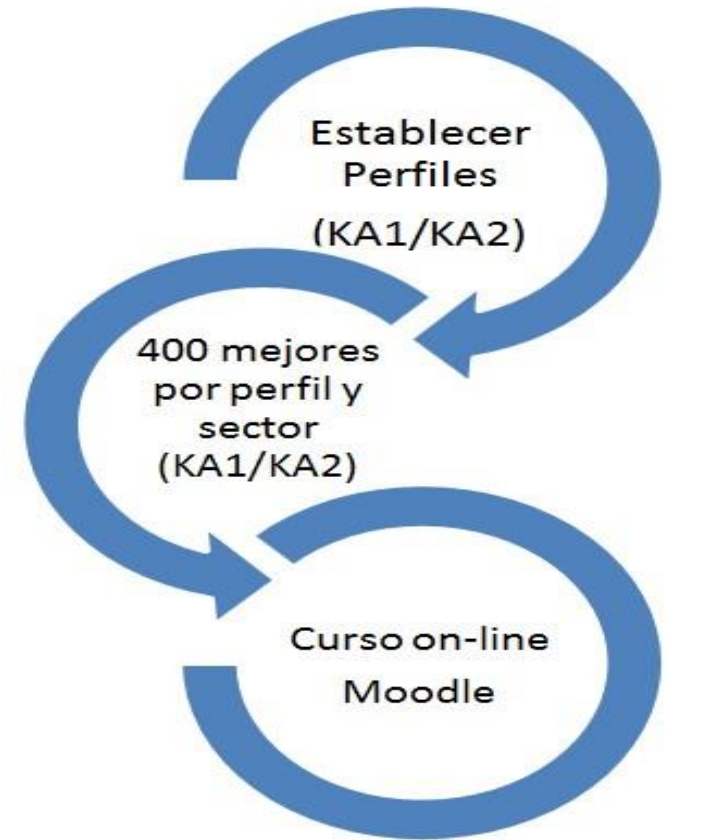 Establecer
Perfiles
(KA1/KA2)
400 mejores
por perfil y
sector
(KA1/KA2)
Curso on-line
Moodle